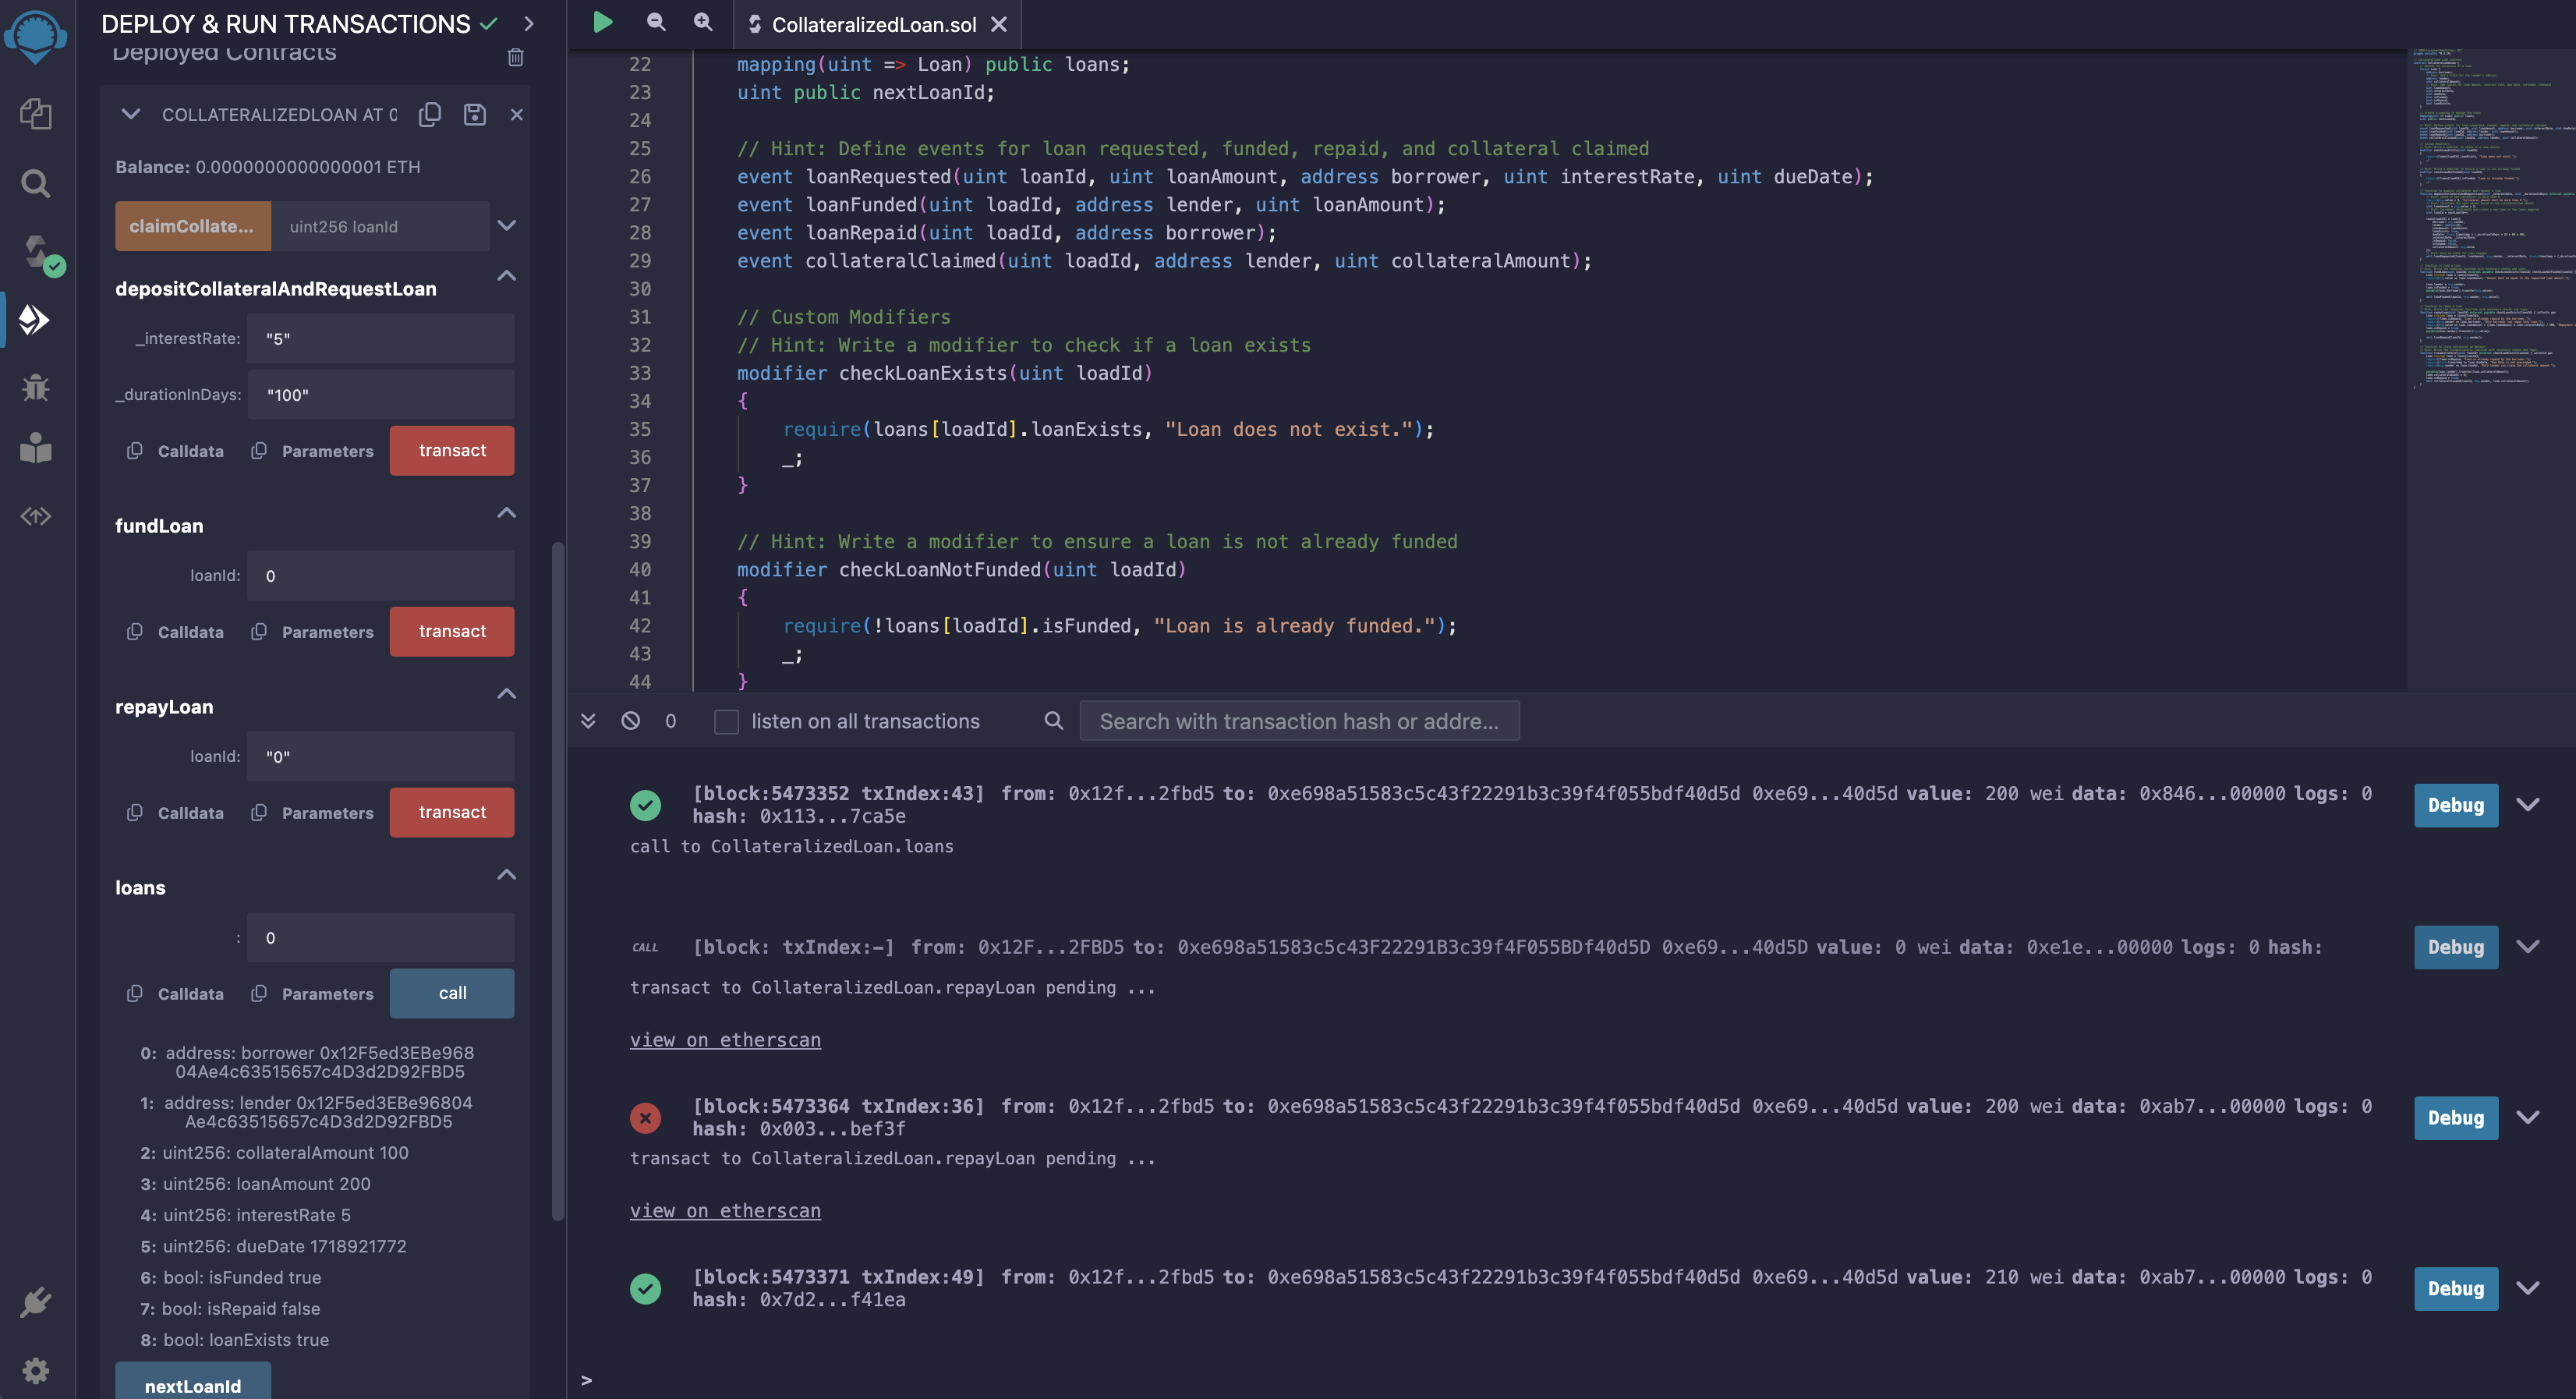 DEPLOY & RUN TRANSACTIONS
Deployed Contracts
COLLATERALIZEDLOAN AT 0
Balance: 0.0000000000000001 ETH
claimCollate... uint256 loanId
depositCollateralAndRequestLoan
_interestRate: "5"
_durationInDays: "100"
Calldata Parameters transact
fundLoan
loanId: 0
Calldata Parameters transact
repayLoan
loanId: "0"
Calldata Parameters transact
loans
: 0
Calldata Parameters call
0: address: borrower 0x12F5ed3EBe968
04Ae4c63515657c4D3d2D92FBD5
1: address: lender 0x12F5ed3EBe96804
Ae4c63515657c4D3d2D92FBD5
2: uint256: collateralAmount 100
3: uint256: loanAmount 200
4: uint256: interestRate 5
5: uint256: dueDate 1718921772
6: bool: isFunded true
7: bool: isRepaid false
8: bool: loanExists true
nextLoanId
CollateralizedLoan.sol
22 mapping(uint => Loan) public loans;
23 uint public nextLoanId;
24
25 // Hint: Define events for loan requested, funded, repaid, and collateral claimed
26 event loanRequested(uint loanId, uint loanAmount, address borrower, uint interestRate, uint dueDate);
27 event loanFunded(uint loadId, address lender, uint loanAmount);
28 event loanRepaid(uint loadId, address borrower);
29 event collateralClaimed(uint loadId, address lender, uint collateralAmount);
30
31 // Custom Modifiers
32 // Hint: Write a modifier to check if a loan exists
33 modifier checkLoanExists(uint loadId)
34 {
35 require(loans[loadId].loanExists, "Loan does not exist.");
36 _;
37 }
38
39 // Hint: Write a modifier to ensure a loan is not already funded
40 modifier checkLoanNotFunded(uint loadId)
41 {
42 require(!loans[loadId].isFunded, "Loan is already funded.");
43 _;
44 }
0 listen on all transactions Search with transaction hash or addre...
[block:5473352 txIndex:43] from: 0x12f...2fbd5 to: 0xe698a51583c5c43f22291b3c39f4f055bdf40d5d 0xe69...40d5d value: 200 wei data: 0x846...00000 logs: 0 Debug
hash: 0x113...7ca5e
call to CollateralizedLoan.loans
CALL [block: txIndex:-] from: 0x12F...2FBD5 to: 0xe698a51583c5c43F22291B3c39f4F055BDf40d5D 0xe69...40d5D value: 0 wei data: 0xe1e...00000 logs: 0 hash: Debug
transact to CollateralizedLoan.repayLoan pending ...
view on etherscan
[block:5473364 txIndex:36] from: 0x12f...2fbd5 to: 0xe698a51583c5c43f22291b3c39f4f055bdf40d5d 0xe69...40d5d value: 200 wei data: 0xab7...00000 logs: 0 Debug
hash: 0x003...bef3f
transact to CollateralizedLoan.repayLoan pending ...
view on etherscan
[block:5473371 txIndex:49] from: 0x12f...2fbd5 to: 0xe698a51583c5c43f22291b3c39f4f055bdf40d5d 0xe69...40d5d value: 210 wei data: 0xab7...00000 logs: 0 Debug
hash: 0x7d2...f41ea
>